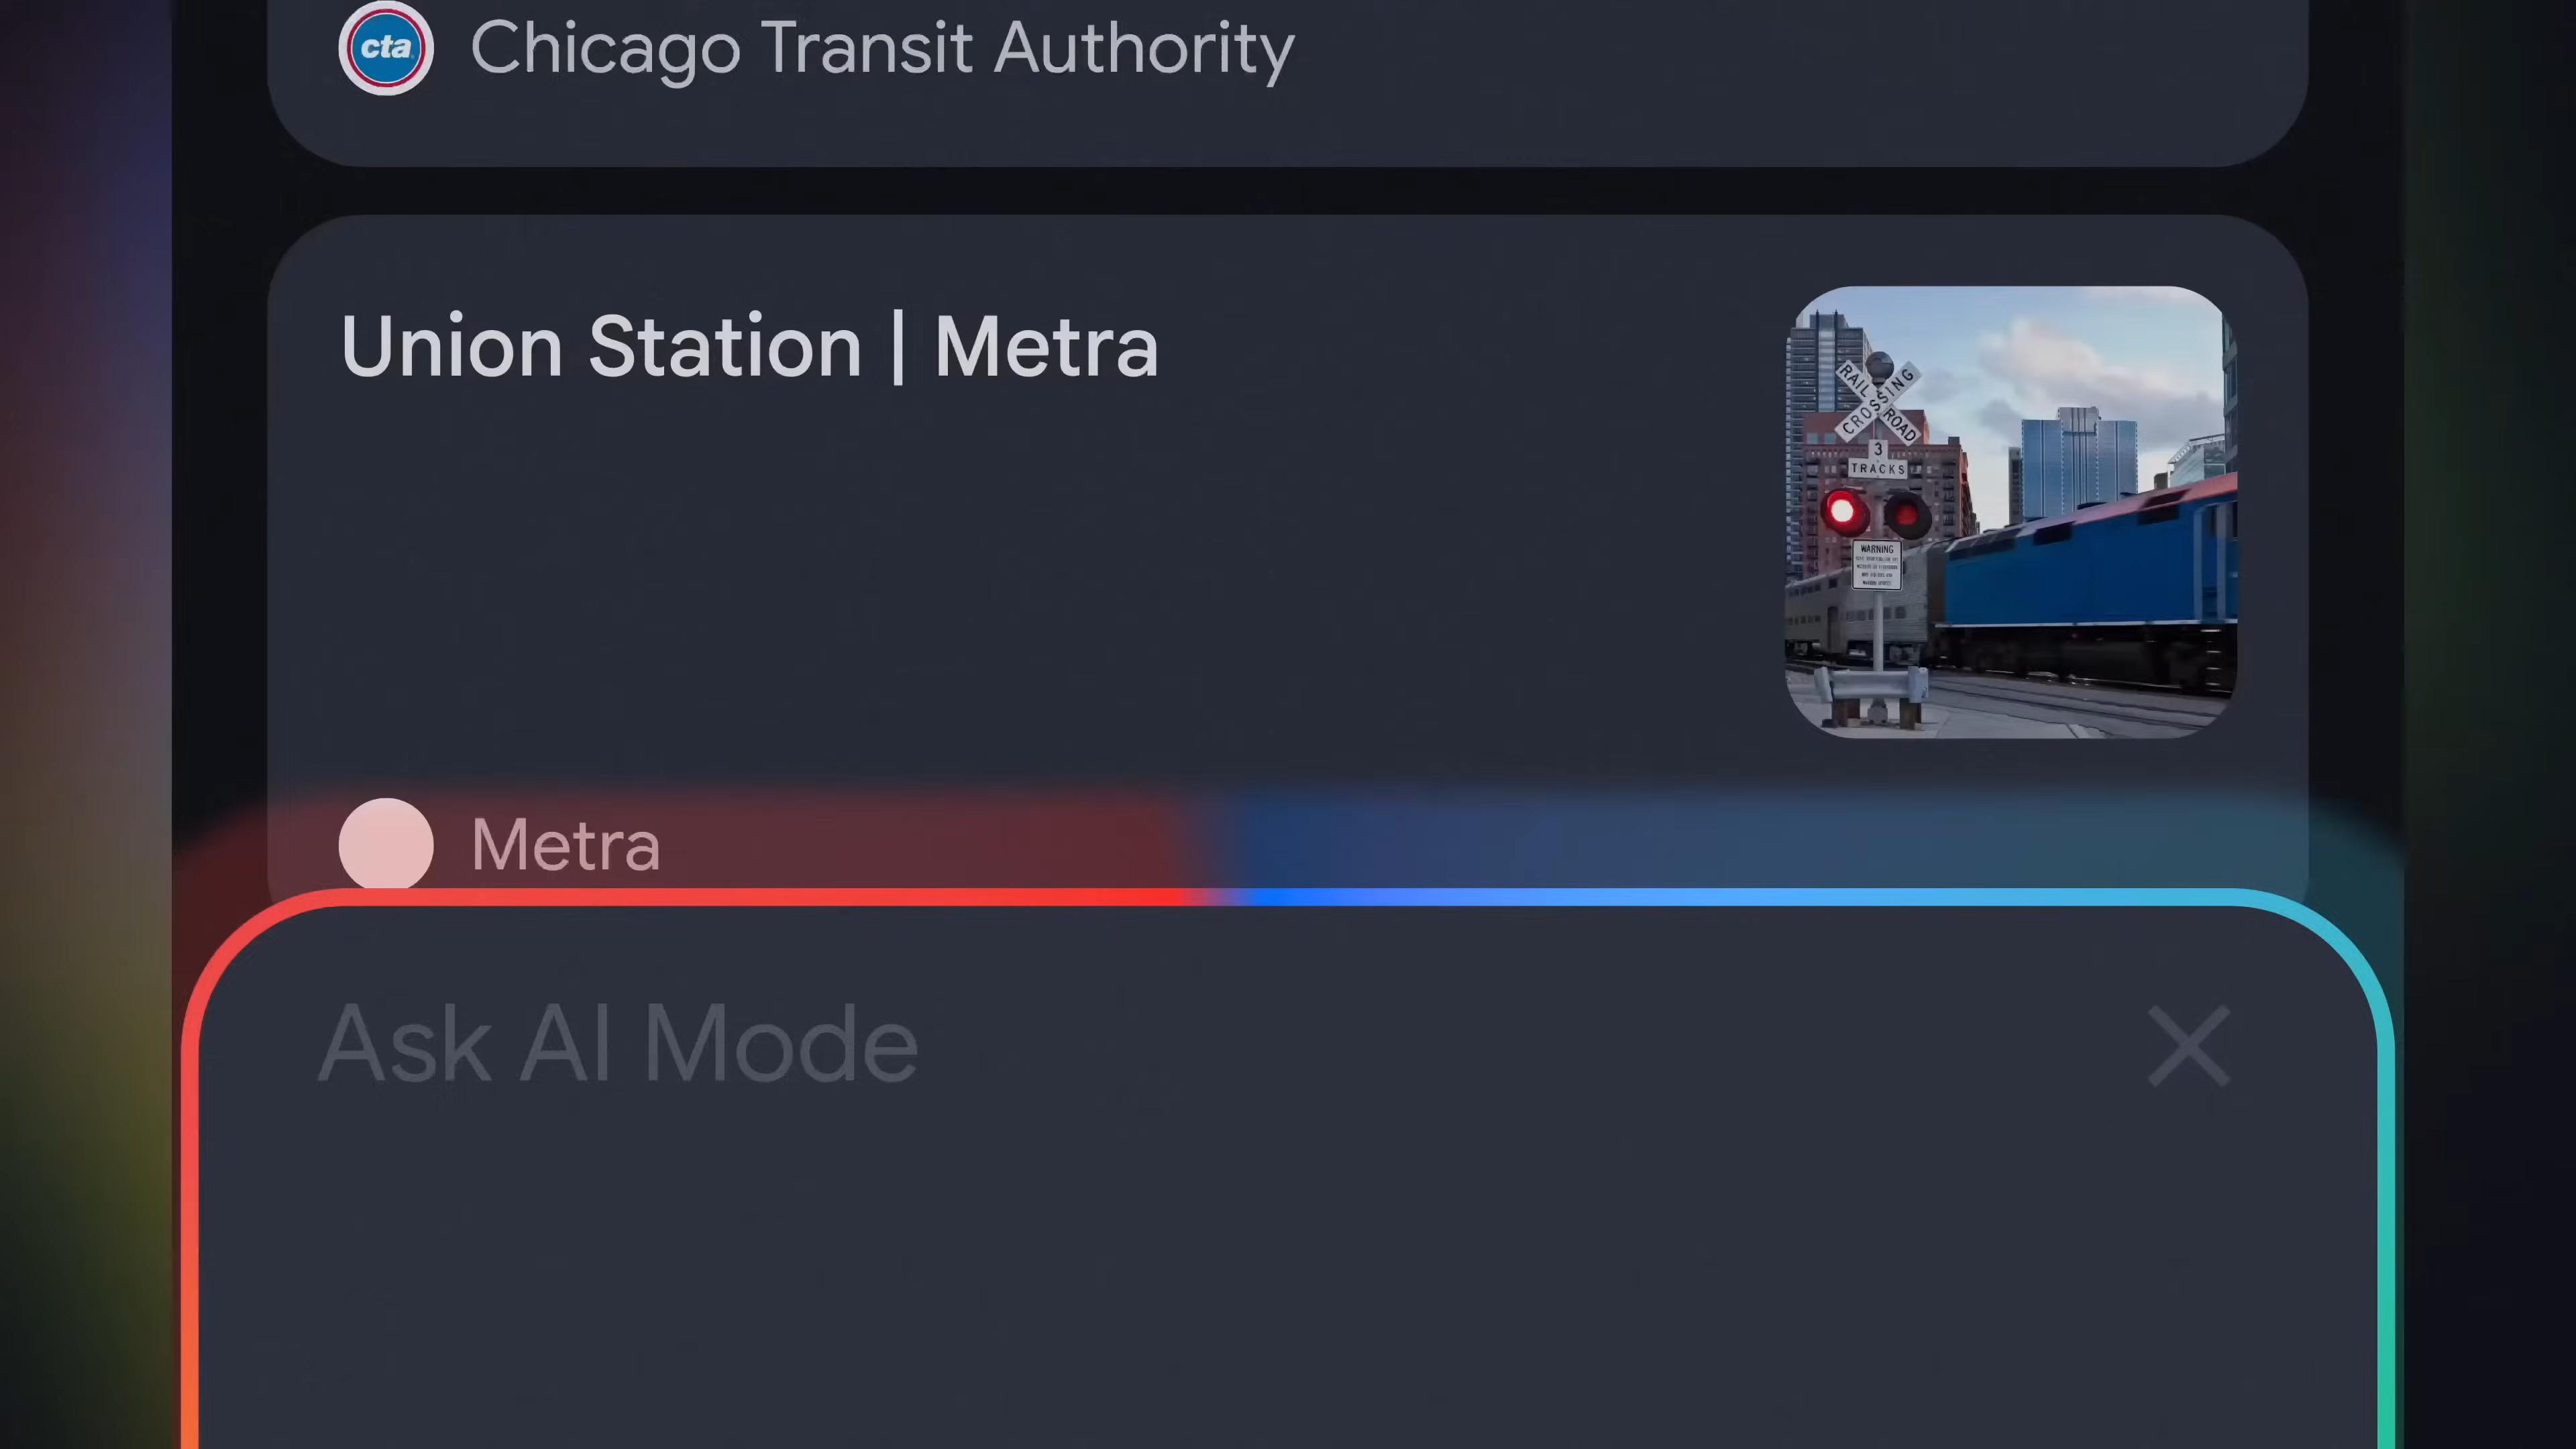 cta
Chicago Transit Authority
Union Station | Metra
RAIL ROAD
CROSSING
3
TRACKS
WARNING
Metra
Ask AI Mode